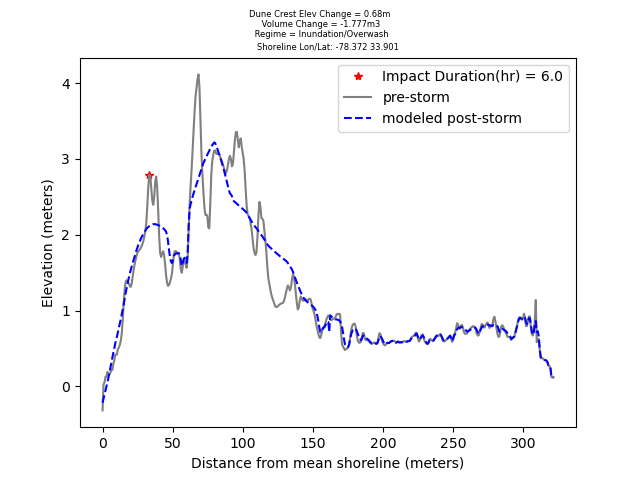 Dune Crest Elev Change = 0.68m
Volume Change = -1.777m3
Regime = Inundation/Overwash
Shoreline Lon/Lat: -78.372 33.901
Impact Duration(hr) = 6.0
pre-storm
modeled post-storm
Elevation (meters)
4
3
2
1
0
0 50 100 150 200 250 300
Distance from mean shoreline (meters)